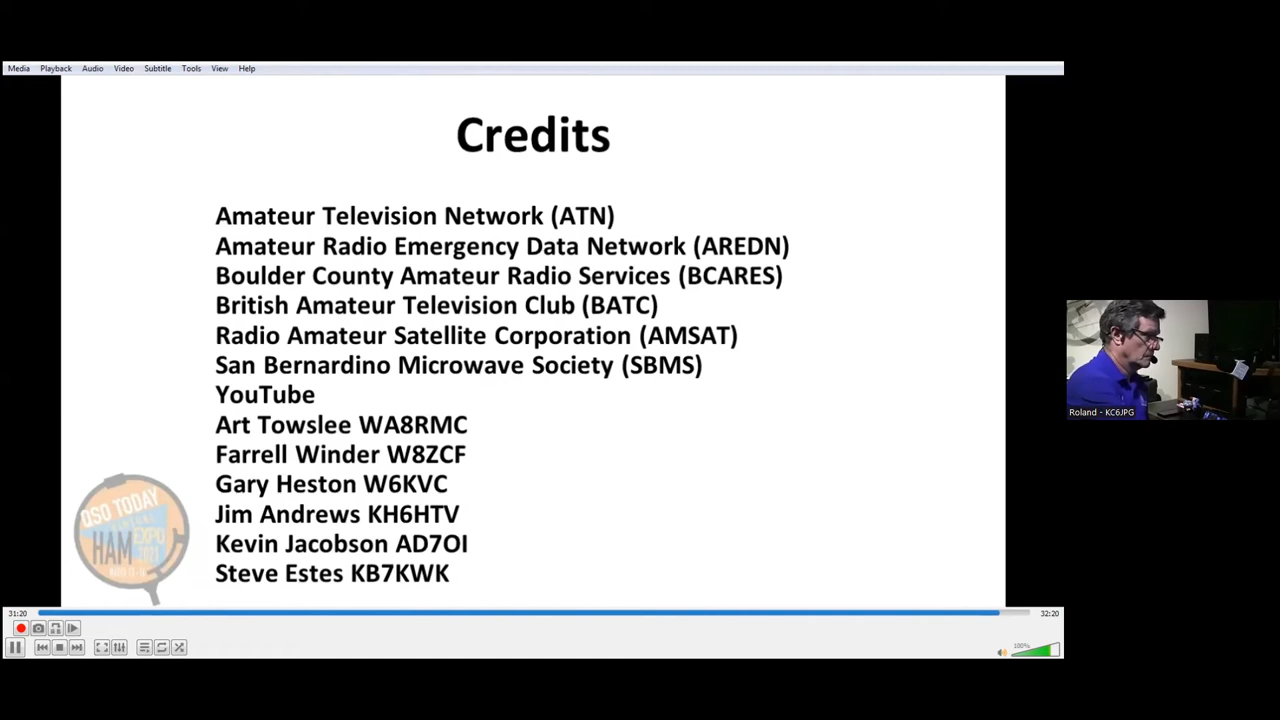 Media Playback Audio Video Subtitle Tools View Help
Credits
Amateur Television Network (ATN)
Amateur Radio Emergency Data Network (AREDN)
Boulder County Amateur Radio Services (BCARES)
British Amateur Television Club (BATC)
Radio Amateur Satellite Corporation (AMSAT)
San Bernardino Microwave Society (SBMS)
YouTube
Art Towslee WA8RMC
Farrell Winder W8ZCF
Gary Heston W6KVC
Jim Andrews KH6HTV
Kevin Jacobson AD7OI
Steve Estes KB7KWK
QSO TODAY
VIRTUAL
HAM EXPO
Roland - KC6JPG
31:20 32:20
100%